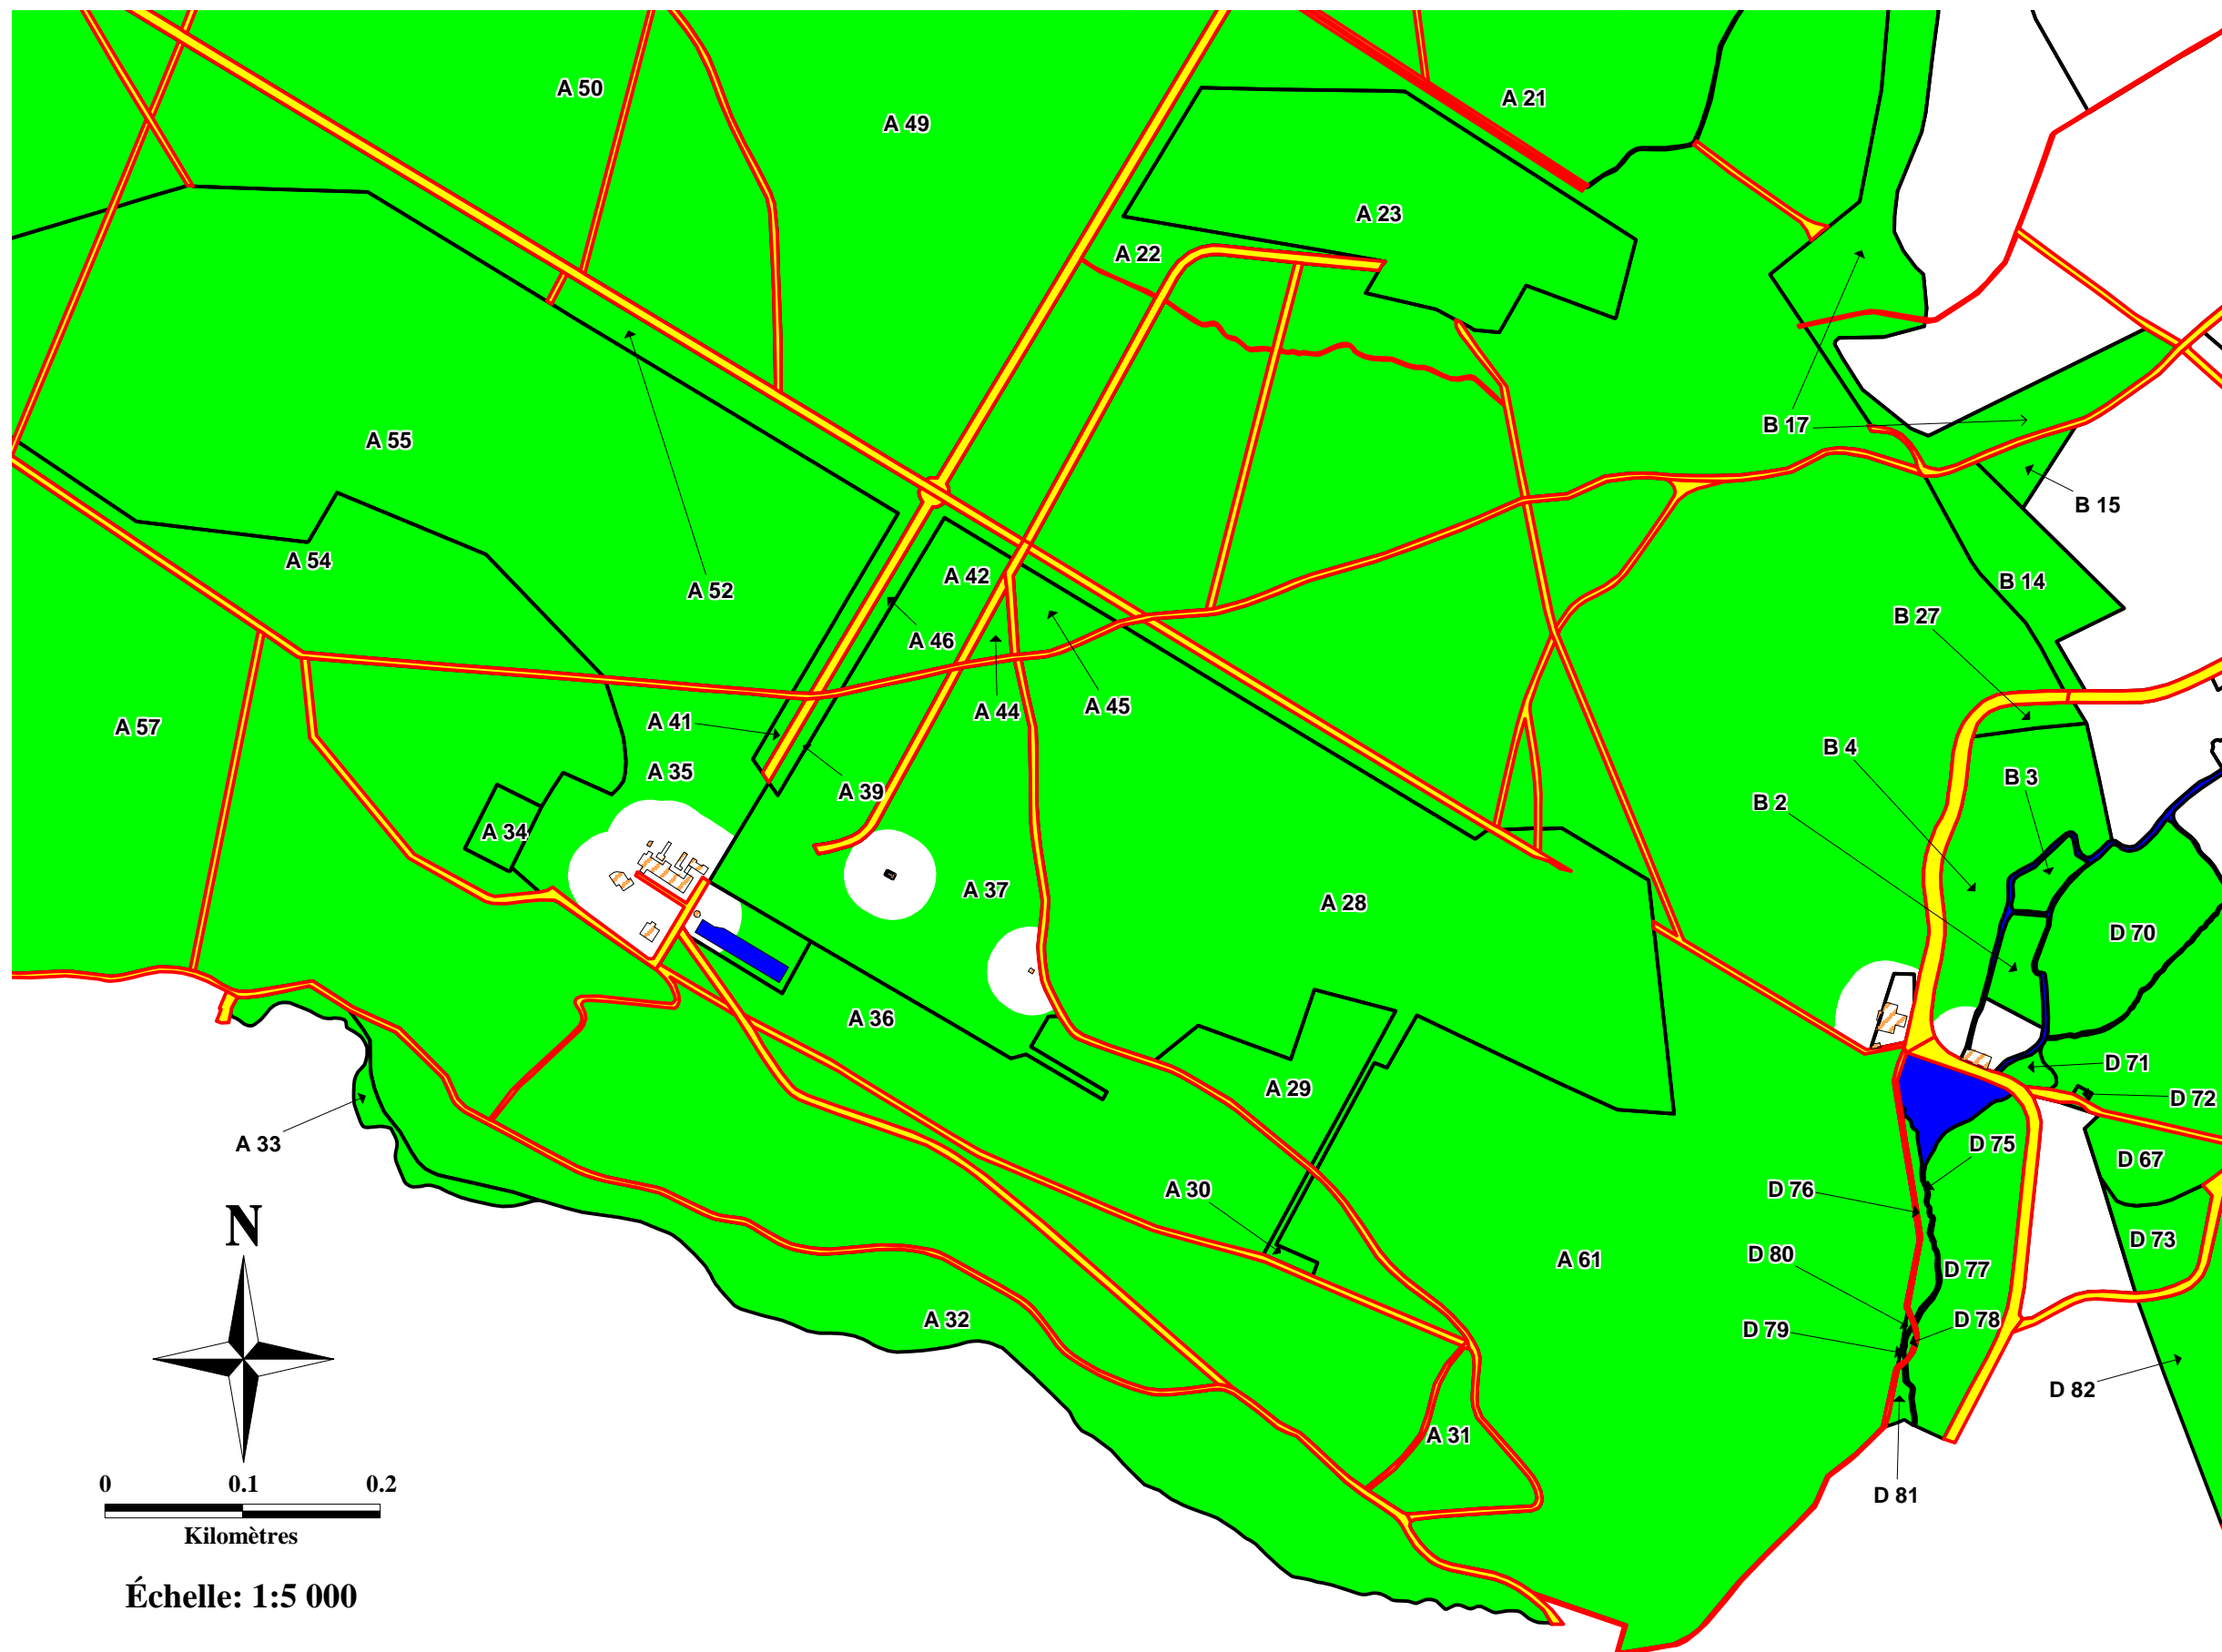 A 50
A 21
A 49
A 23
A 22
B 17
A 55
B 15
A 54
A 42
B 14
A 52
B 27
A 46
A 45
A 44
A 41
A 57
B 4
A 35
B 3
A 39
B 2
A 34
A 37
A 28
D 70
A 36
D 71
A 29
D 72
A 33
D 75
D 67
A 30
D 76
N
D 73
D 80
A 61
D 77
A 32
D 78
D 79
D 82
A 31
0 0.1 0.2
D 81
Kilomètres
Échelle: 1:5 000